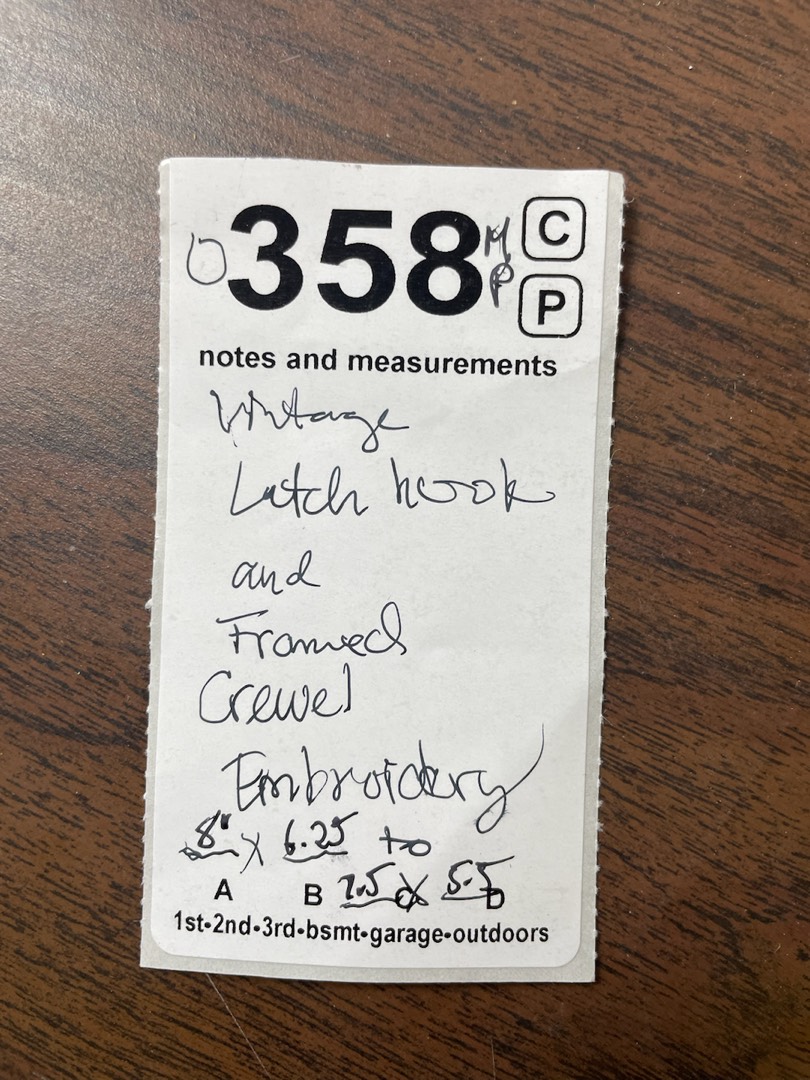 0358 M C
P P
notes and measurements
Vintage
Latch hook
and
Framed
Crewel
Embroidery
8" X 6.25 to
A B 7.5 C X 5.5 D
1st•2nd•3rd•bsmt•garage•outdoors